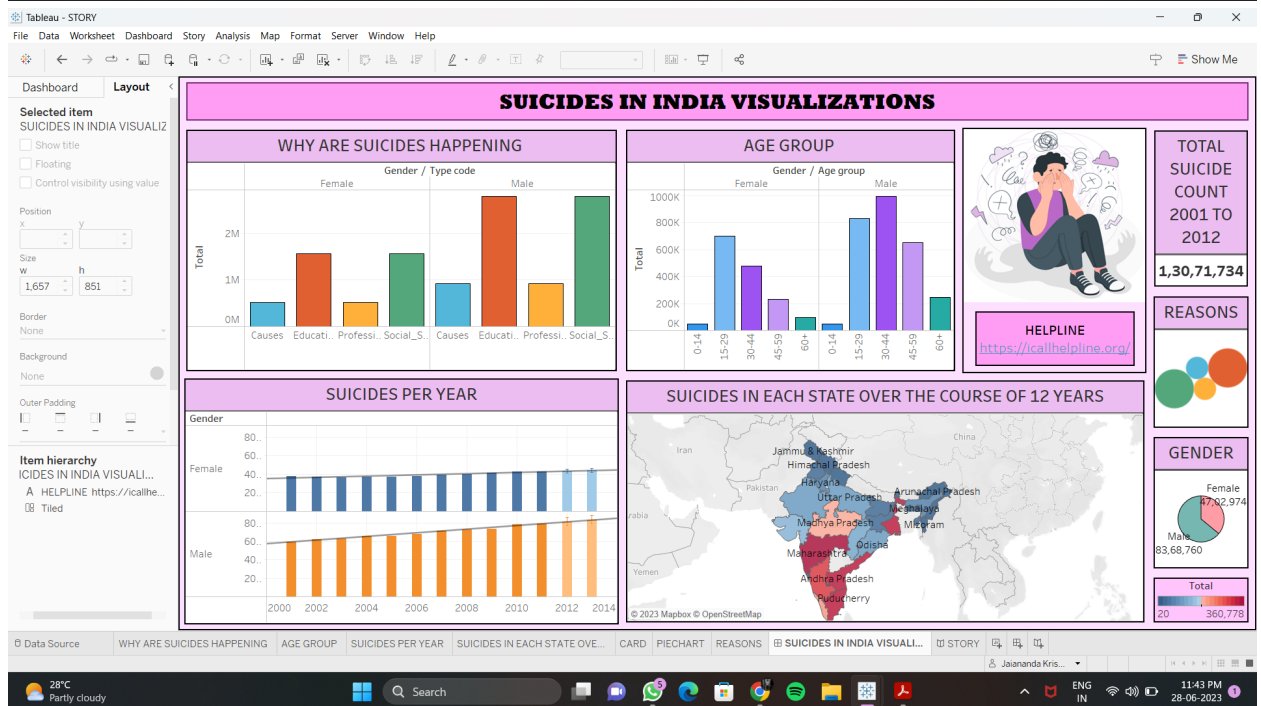 Tableau - STORY
File Data Worksheet Dashboard Story Analysis Map Format Server Window Help
Show Me
Dashboard Layout
Selected item
SUICIDES IN INDIA VISUALIZ
Show title
Floating
Control visibility using value
Position
x y
Size
w h
1,657 851
Border
None
Background
None
Outer Padding
Item hierarchy
ICIDES IN INDIA VISUALI...
A HELPLINE https://icallhe...
Tiled
SUICIDES IN INDIA VISUALIZATIONS
WHY ARE SUICIDES HAPPENING
Gender / Type code
Female Male
Total
2M
1M
0M
Causes Educati.. Professi.. Social_S.. Causes Educati.. Professi.. Social_S..
AGE GROUP
Gender / Age group
Female Male
Total
1000K
800K
600K
400K
200K
0K
0-14 15-29 30-44 45-59 60+ 0-14 15-29 30-44 45-59 60+
HELPLINE
https://icallhelpline.org/
TOTAL
SUICIDE
COUNT
2001 TO
2012
1,30,71,734
REASONS
SUICIDES PER YEAR
Gender
Female
80..
60..
40..
20..
Male
80..
60..
40..
20..
2000 2002 2004 2006 2008 2010 2012 2014
SUICIDES IN EACH STATE OVER THE COURSE OF 12 YEARS
China
Iran
Jammu & Kashmir
Himachal Pradesh
Pakistan
Haryana
Arunachal Pradesh
Uttar Pradesh
Meghalaya
rabia
Madhya Pradesh
Mizoram
Odisha
Maharashtra
Yemen
Andhra Pradesh
Puducherry
© 2023 Mapbox © OpenStreetMap
GENDER
Female
47,02,974
Male
83,68,760
Total
20 360,778
Data Source WHY ARE SUICIDES HAPPENING AGE GROUP SUICIDES PER YEAR SUICIDES IN EACH STATE OVE... CARD PIECHART REASONS SUICIDES IN INDIA VISUALI... STORY
Jaiananda Kris...
28°C
Partly cloudy
Search
5
ENG
IN
11:43 PM
28-06-2023
1